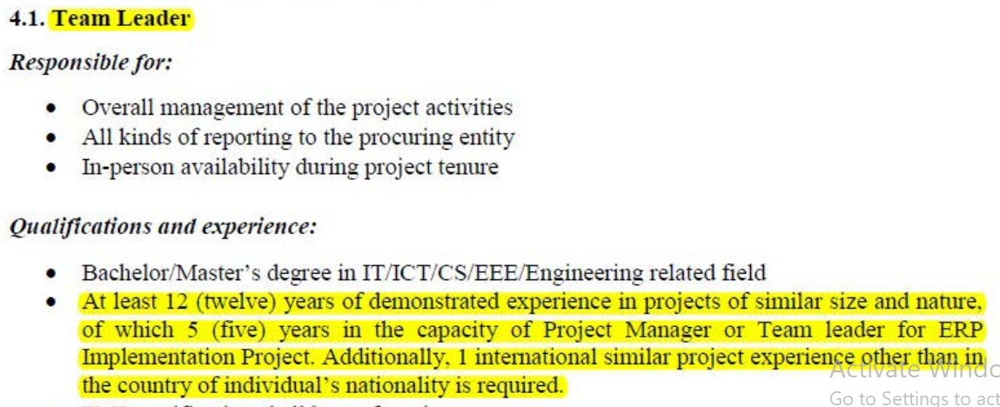 4.1. Team Leader
Responsible for:
• Overall management of the project activities
• All kinds of reporting to the procuring entity
• In-person availability during project tenure
Qualifications and experience:
• Bachelor/Master's degree in IT/ICT/CS/EEE/Engineering related field
• At least 12 (twelve) years of demonstrated experience in projects of similar size and nature,
of which 5 (five) years in the capacity of Project Manager or Team leader for ERP
Implementation Project. Additionally, 1 international similar project experience other than in
the country of individual's nationality is required.
Activate Windo
Go to Settings to act